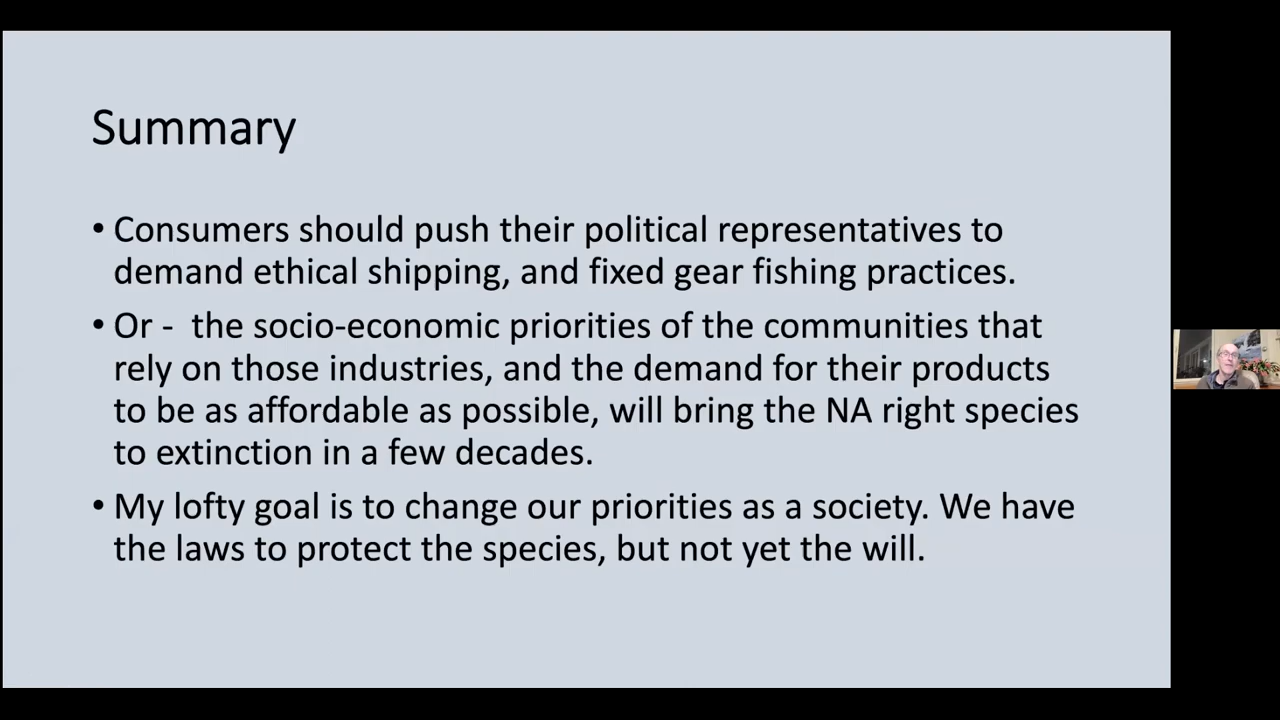 Summary
• Consumers should push their political representatives to
demand ethical shipping, and fixed gear fishing practices.
• Or -  the socio-economic priorities of the communities that
rely on those industries, and the demand for their products
to be as affordable as possible, will bring the NA right species
to extinction in a few decades.
• My lofty goal is to change our priorities as a society. We have
the laws to protect the species, but not yet the will.